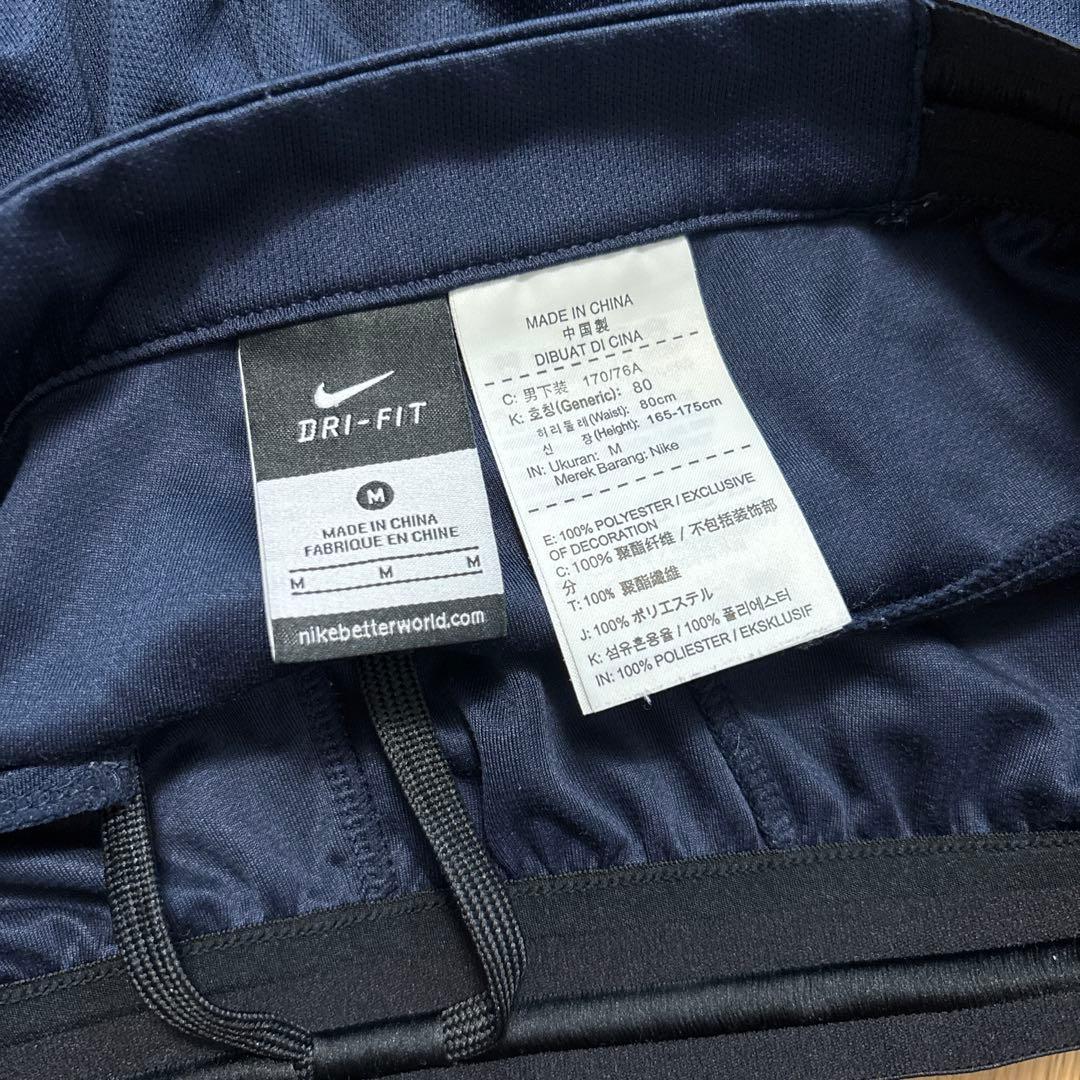 DRI-FIT
M
MADE IN CHINA
FABRIQUE EN CHINE
M M M
nikebetterworld.com
MADE IN CHINA
中国製
DIBUAT DI CINA
C: 男下装 170/76A
K: 호칭(Generic): 80
허리둘레(Waist): 80cm
신 장(Height): 165-175cm
IN: Ukuran: M
Merek Barang: Nike
E: 100% POLYESTER / EXCLUSIVE
OF DECORATION
C: 100% 聚酯纤维 / 不包括装饰部
分
T: 100% 聚酯纖維
J: 100% ポリエステル
K: 섬유혼용율 / 100% 폴리에스터
IN: 100% POLIESTER / EKSKLUSIF